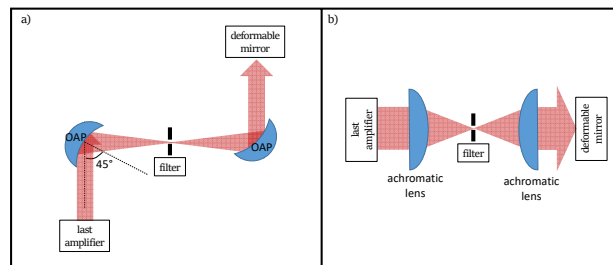 a)
deformable
mirror
OAP
OAP
45°
filter
last
amplifier
b)
last
amplifier
filter
deformable
mirror
achromatic
lens
achromatic
lens